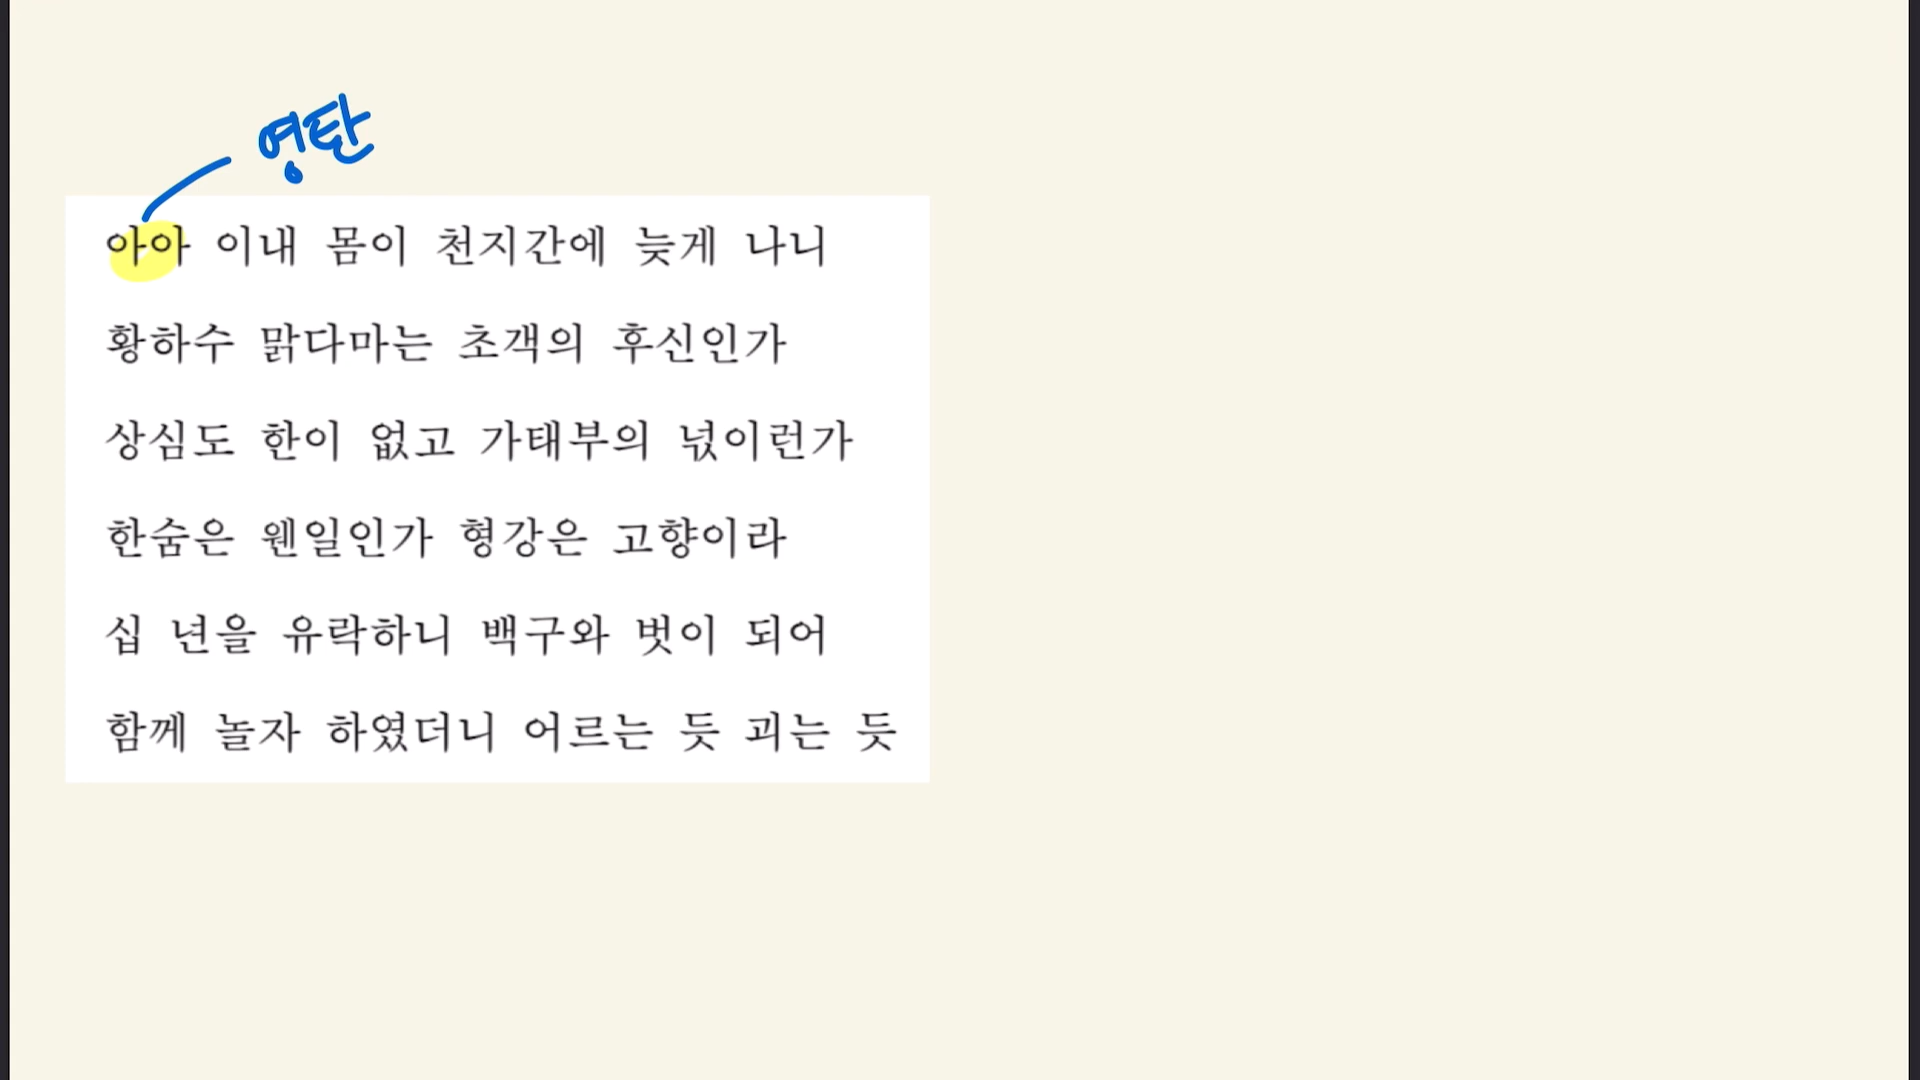 영탄
아아 이내 몸이 천지간에 늦게 나니
황하수 맑다마는 초객의 후신인가
상심도 한이 없고 가태부의 넋이런가
한숨은 웬일인가 형강은 고향이라
십 년을 유락하니 백구와 벗이 되어
함께 놀자 하였더니 어르는 듯 괴는 듯